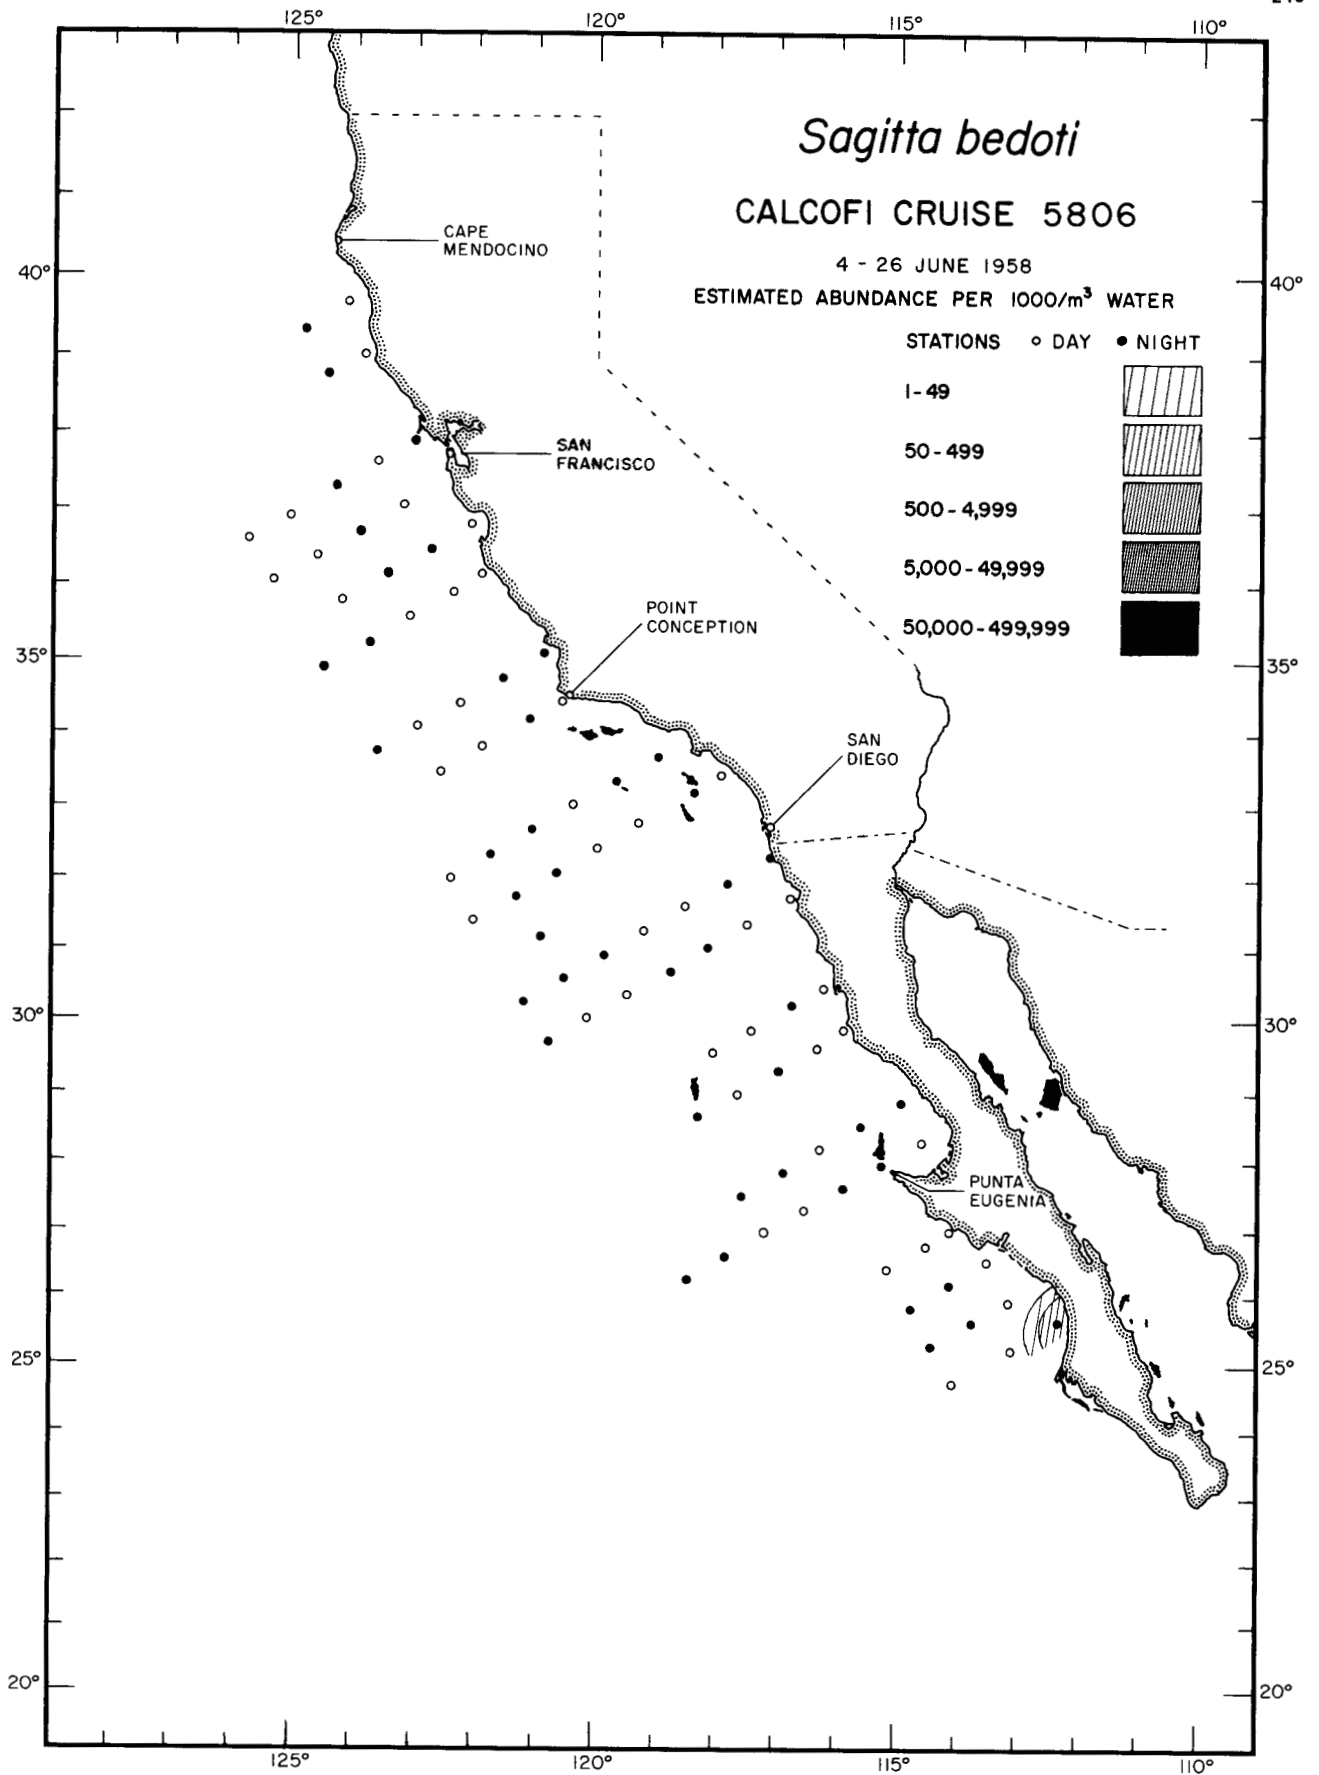 125°
120°
115°
110°
Sagitta bedoti
CALCOFI CRUISE 5806
4 - 26 JUNE 1958
ESTIMATED ABUNDANCE PER 1000/m³ WATER
STATIONS ○ DAY ● NIGHT
1-49
50-499
500-4,999
5,000-49,999
50,000-499,999
CAPE
MENDOCINO
40°
40°
SAN
FRANCISCO
POINT
CONCEPTION
35°
35°
SAN
DIEGO
30°
30°
PUNTA
EUGENIA
25°
25°
20°
20°
125°
120°
115°
110°